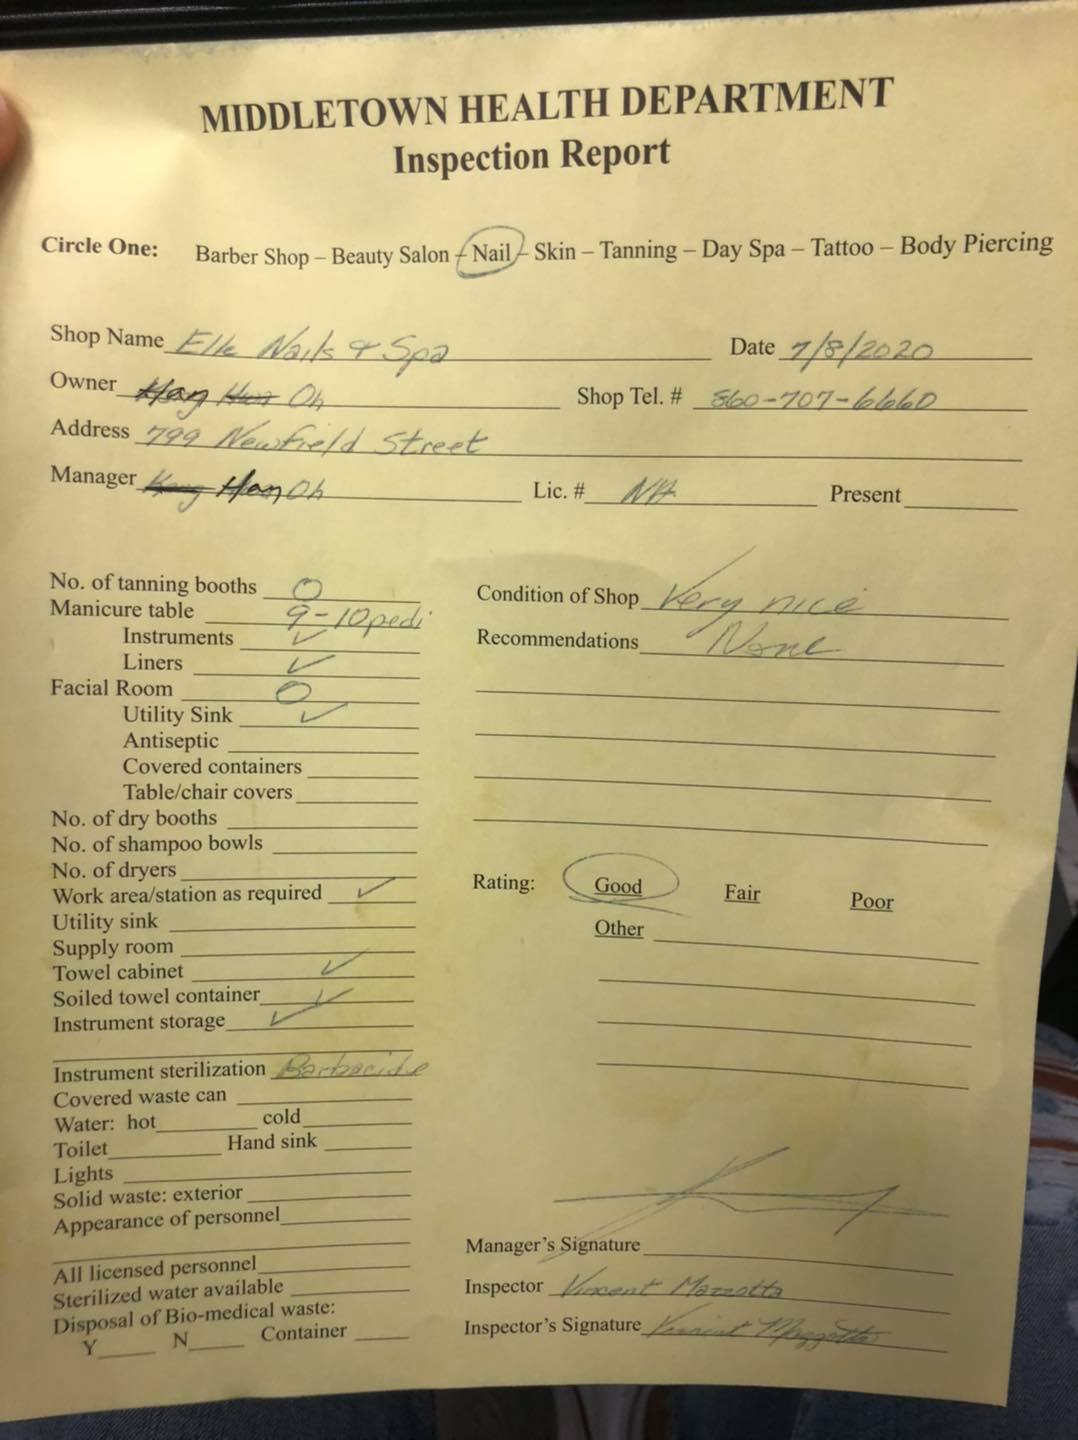 MIDDLETOWN HEALTH DEPARTMENT
Inspection Report
Circle One: Barber Shop – Beauty Salon – Nail – Skin – Tanning – Day Spa – Tattoo – Body Piercing
Shop Name Elle Nails & Spa Date 7/8/2020
Owner Hang Oh Shop Tel. # 860-707-6660
Address 799 Newfield Street
Manager Han Oh Lic. # NA Present
No. of tanning booths 0
Manicure table 9-10 pedi
Instruments ✓
Liners ✓
Facial Room 0
Utility Sink ✓
Antiseptic
Covered containers
Table/chair covers
No. of dry booths
No. of shampoo bowls
No. of dryers
Work area/station as required ✓
Utility sink
Supply room
Towel cabinet ✓
Soiled towel container ✓
Instrument storage ✓
Instrument sterilization Barbacide
Covered waste can
Water: hot cold
Toilet Hand sink
Lights
Solid waste: exterior
Appearance of personnel
All licensed personnel
Sterilized water available
Disposal of Bio-medical waste:
Y N Container
Condition of Shop Very nice
Recommendations None
Rating: Good Fair Poor
Other
Manager's Signature
Inspector Vincent Mazzotta
Inspector's Signature Vincent Mazzotta